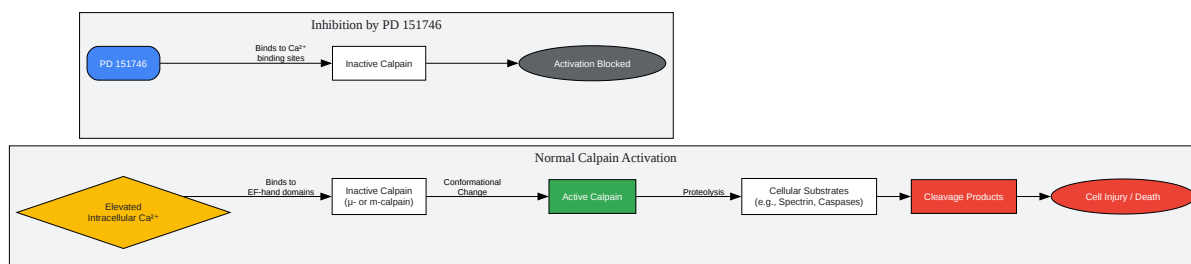 Inhibition by PD 151746
PD 151746
Binds to Ca²⁺
binding sites
Inactive Calpain
Activation Blocked
Normal Calpain Activation
Elevated
Intracellular Ca²⁺
Binds to
EF-hand domains
Inactive Calpain
(μ- or m-calpain)
Conformational
Change
Active Calpain
Proteolysis
Cellular Substrates
(e.g., Spectrin, Caspases)
Cleavage Products
Cell Injury / Death